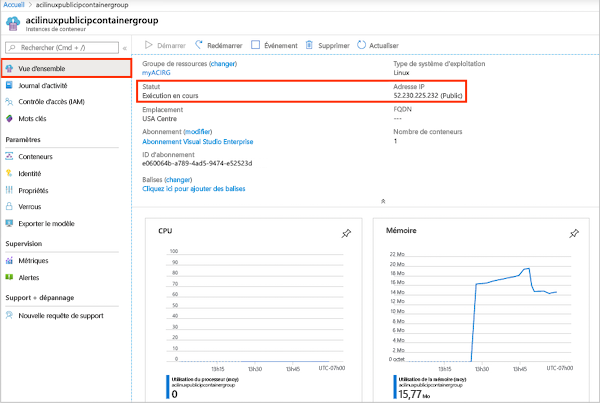 Accueil > acilinuxpublicipcontainergroup
acilinuxpublicipcontainergroup
Instances de conteneur
Rechercher (Cmd + /)
Démarrer Redémarrer Événement Supprimer Actualiser
Vue d'ensemble
Journal d'activité
Contrôle d'accès (IAM)
Mots clés
Paramètres
Conteneurs
Identité
Propriétés
Verrous
Exporter le modèle
Supervision
Métriques
Alertes
Support + dépannage
Nouvelle requête de support
Groupe de ressources (changer)
myACIRG
Type de système d'exploitation
Linux
Statut
Exécution en cours
Adresse IP
52.230.225.232 (Public)
Emplacement
USA Centre
FQDN
---
Abonnement (modifier)
Abonnement Visual Studio Enterprise
Nombre de conteneurs
1
ID d'abonnement
e060064b-a789-4ad5-9474-e52523d
Balises (changer)
Cliquez ici pour ajouter des balises
CPU
100
90
80
70
60
50
40
30
20
10
0
13h15 13h30 13h45 UTC-07h00
Utilisation du processeur (moy)
acilinuxpublicipcontainergroup
0
Mémoire
22 Mo
20 Mo
18 Mo
16 Mo
14 Mo
12 Mo
10 Mo
8 Mo
6 Mo
4 Mo
2 Mo
0 octet
13h15 13h30 13h45 UTC-07h00
Utilisation de la mémoire (moy)
acilinuxpublicipcontainergroup
15,77 Mo